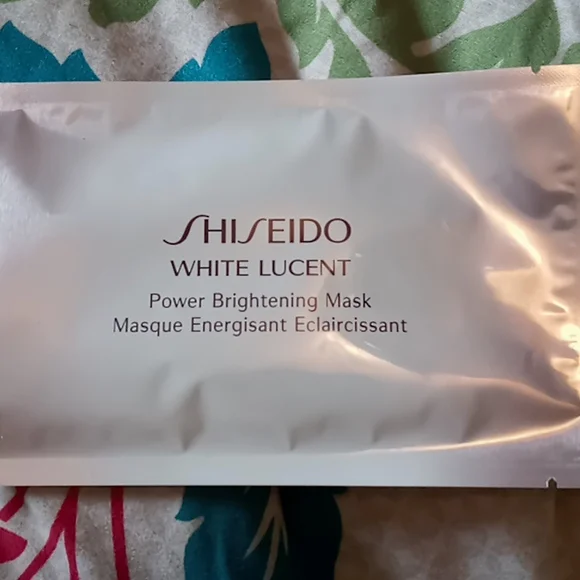 SHISEIDO
WHITE LUCENT
Power Brightening Mask
Masque Energisant Eclaircissant